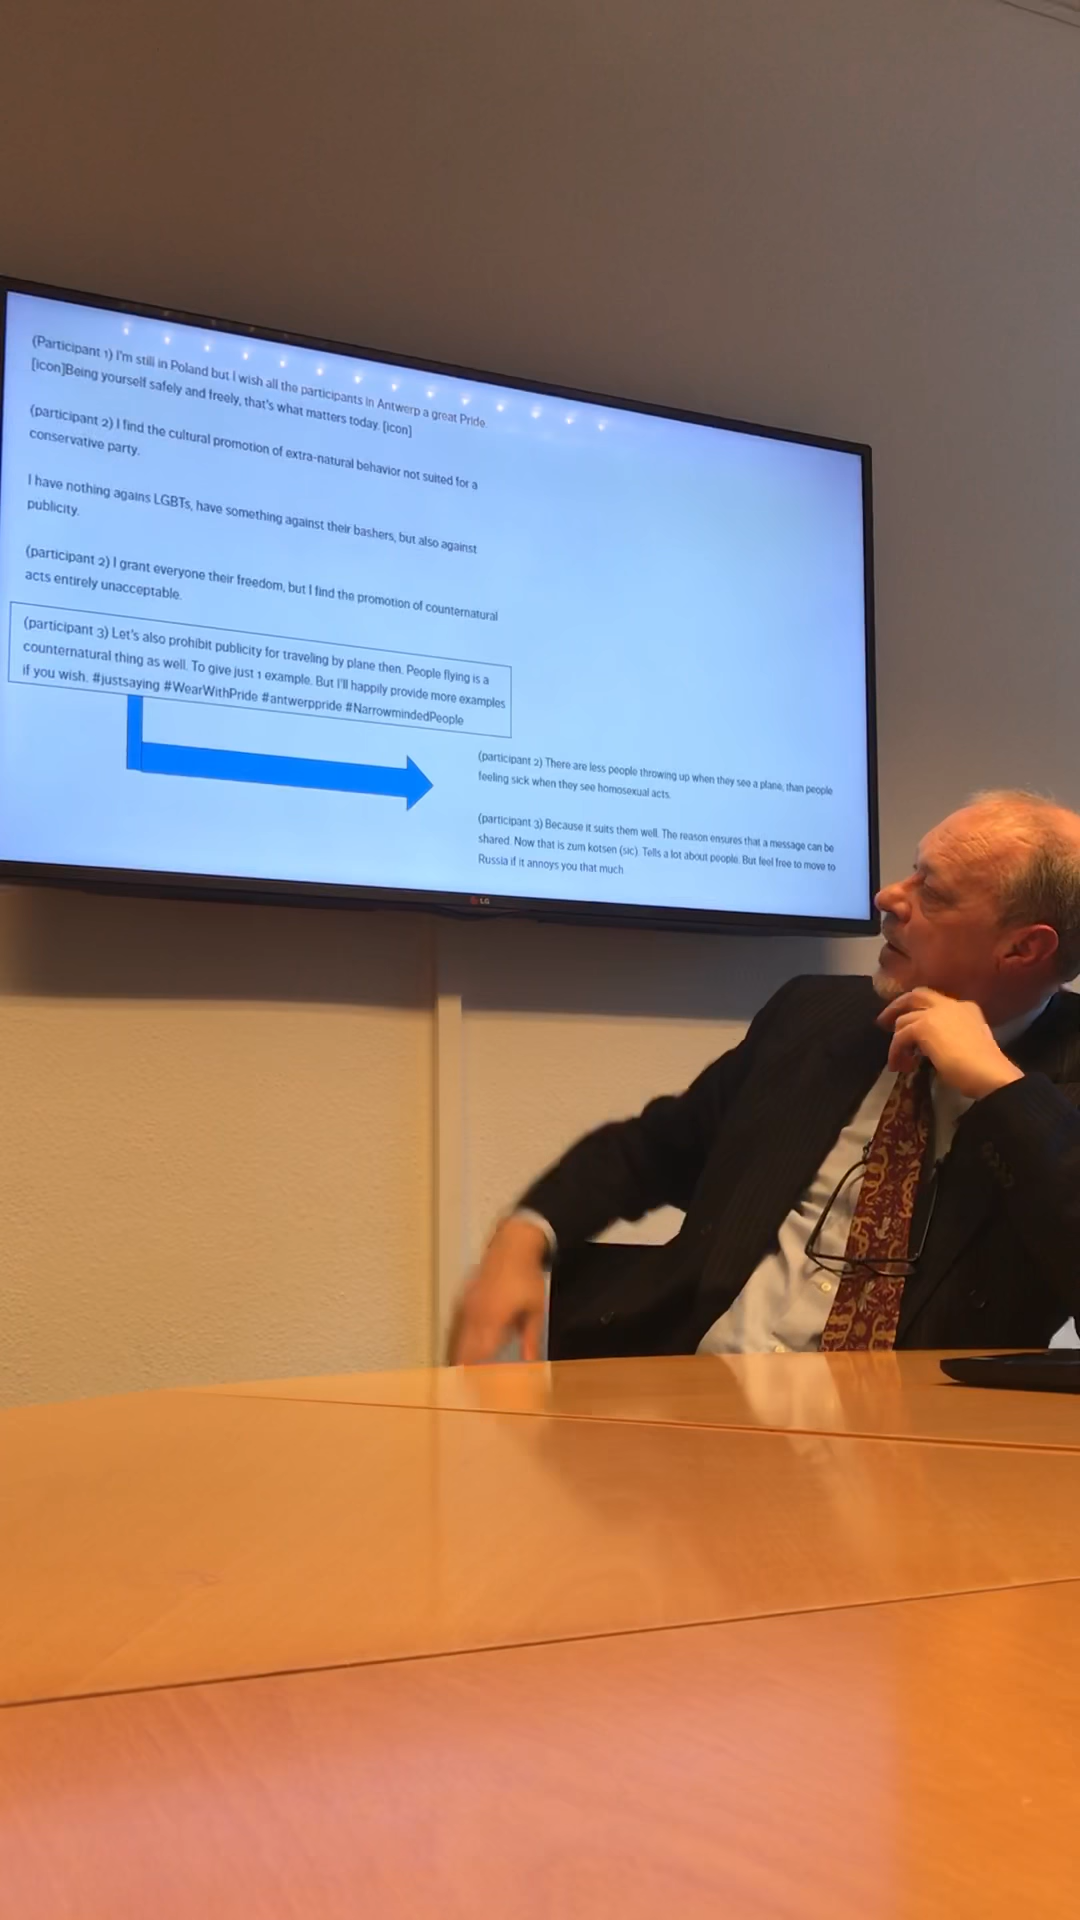 (Participant 1) I'm still in Poland but I wish all the participants in Antwerp a great Pride.
[icon]Being yourself safely and freely, that's what matters today. [icon]
(participant 2) I find the cultural promotion of extra-natural behavior not suited for a
conservative party.
I have nothing agains LGBTs, have something against their bashers, but also against
publicity.
(participant 2) I grant everyone their freedom, but I find the promotion of counternatural
acts entirely unacceptable.
(participant 3) Let's also prohibit publicity for traveling by plane then. People flying is a
counternatural thing as well. To give just 1 example. But I'll happily provide more examples
if you wish. #justsaying #WearWithPride #antwerppride #NarrowmindedPeople
(participant 2) There are less people throwing up when they see a plane, than people
feeling sick when they see homosexual acts.
(participant 3) Because it suits them well. The reason ensures that a message can be
shared. Now that is zum kotsen (sic). Tells a lot about people. But feel free to move to
Russia if it annoys you that much
LG